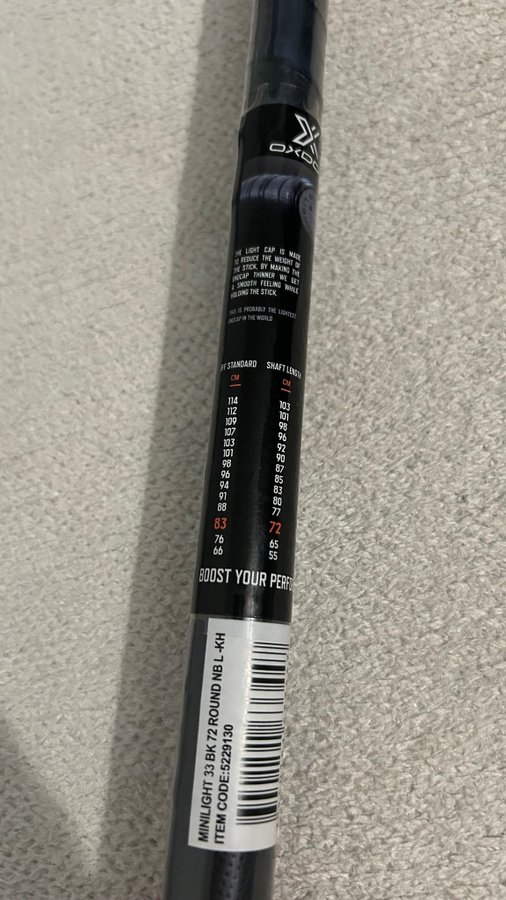 THE LIGHT CAP IS MADE
TO REDUCE THE WEIGHT OF
THE STICK. BY MAKING THE
ENDCAP THINNER WE GET
A SMOOTH FEELING WHILE
HOLDING THE STICK.
THIS IS PROBABLY THE LIGHTEST
ENDCAP IN THE WORLD
STANDARD SHAFT LENGTH
CM CM
114 103
112 101
109 98
107 96
103 92
101 90
98 87
96 85
94 83
91 80
88 77
83 72
76 65
66 55
BOOST YOUR
MINILIGHT 33 BK 72 ROUND NB L -KH
ITEM CODE:5229130